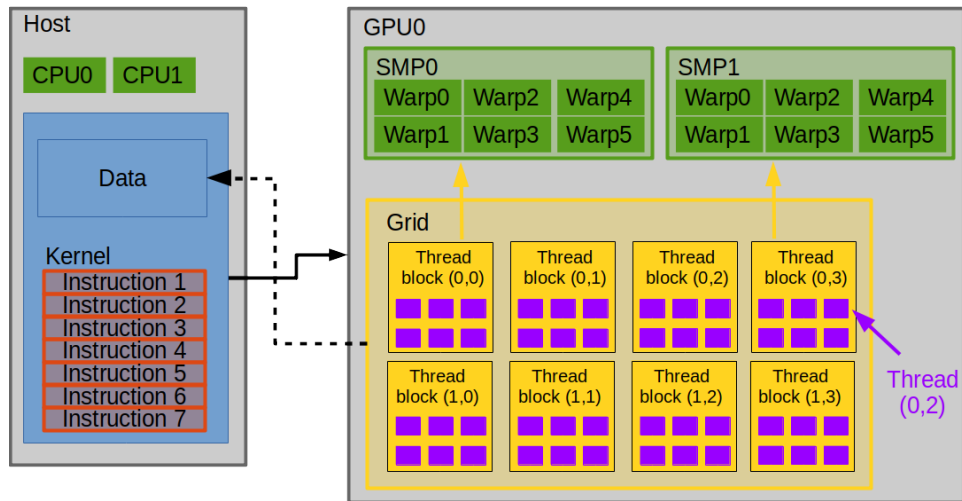 Host
CPU0
CPU1
Data
Kernel
Instruction 1
Instruction 2
Instruction 3
Instruction 4
Instruction 5
Instruction 6
Instruction 7
GPU0
SMP0
Warp0
Warp2
Warp4
Warp1
Warp3
Warp5
SMP1
Warp0
Warp2
Warp4
Warp1
Warp3
Warp5
Grid
Thread
block (0,0)
Thread
block (0,1)
Thread
block (0,2)
Thread
block (0,3)
Thread
block (1,0)
Thread
block (1,1)
Thread
block (1,2)
Thread
block (1,3)
Thread
(0,2)